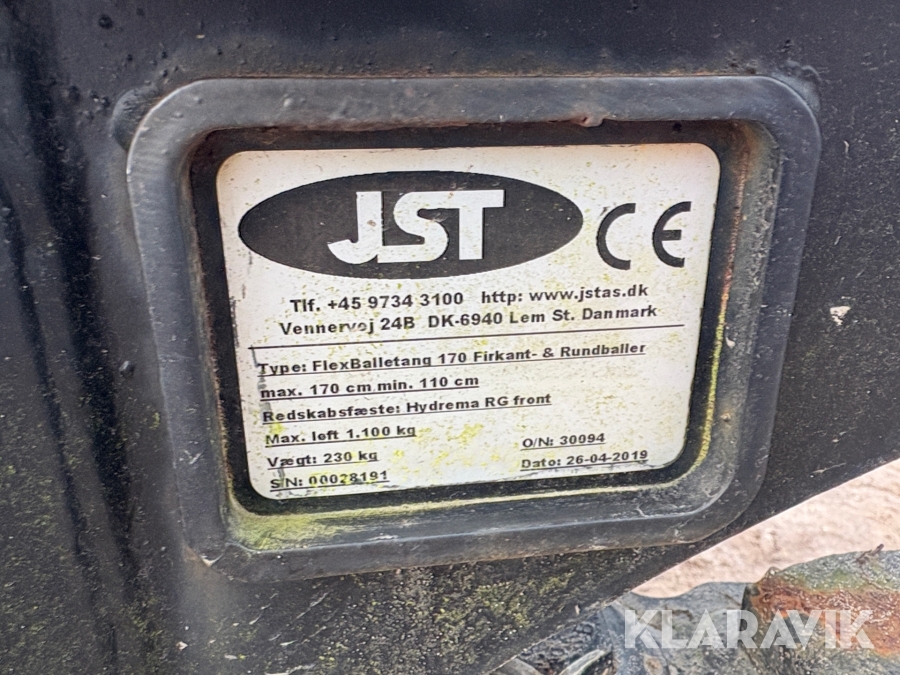 JST CE
Tlf. +45 9734 3100 http: www.jstas.dk
Vennervej 24B DK-6940 Lem St. Danmark
Type: FlexBalletang 170 Firkant- & Rundballer
max. 170 cm min. 110 cm
Redskabsfæste: Hydrema RG front
Max. løft 1.100 kg
Vægt: 230 kg O/N: 30094
S/N: 00028191 Dato: 26-04-2019
KLARAVIK